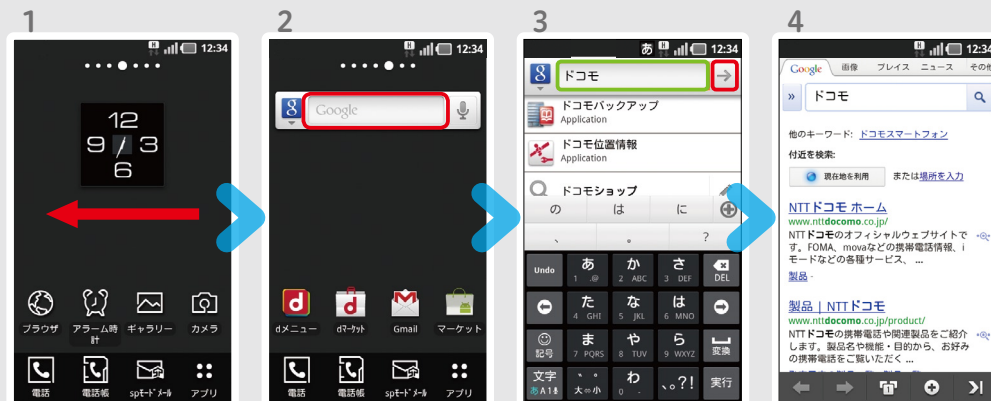 1
12:34
12
9 3
6
ブラウザ
アラーム時計
ギャラリー
カメラ
電話
電話帳
spモードメール
アプリ
2
12:34
Google
dメニュー
dマーケット
Gmail
マーケット
電話
電話帳
spモードメール
アプリ
3
あ 12:34
ドコモ
ドコモバックアップ
Application
ドコモ位置情報
Application
ドコモショップ
の は に
、 。 ?
Undo あ か さ DEL
1 .@ 2 ABC 3 DEF
た な は
4 GHI 5 JKL 6 MNO
記号 ま や ら 変換
7 PQRS 8 TUV 9 WXYZ
文字 ゛ ゜ わ 、。?! 実行
あA1 大⇔小 0
4
12:34
Google 画像 プレイス ニュース その他
» ドコモ
他のキーワード: ドコモスマートフォン
付近を検索:
現在地を利用 または場所を入力
NTTドコモ ホーム
www.nttdocomo.co.jp/
NTTドコモのオフィシャルウェブサイトで
す。FOMA、movaなどの携帯電話情報、i
モードなどの各種サービス、 ...
製品 -
製品 | NTTドコモ
www.nttdocomo.co.jp/product/
NTTドコモの携帯電話や関連製品をご紹介
します。製品名や機能・目的から、お好み
の携帯電話をご覧いただく ...